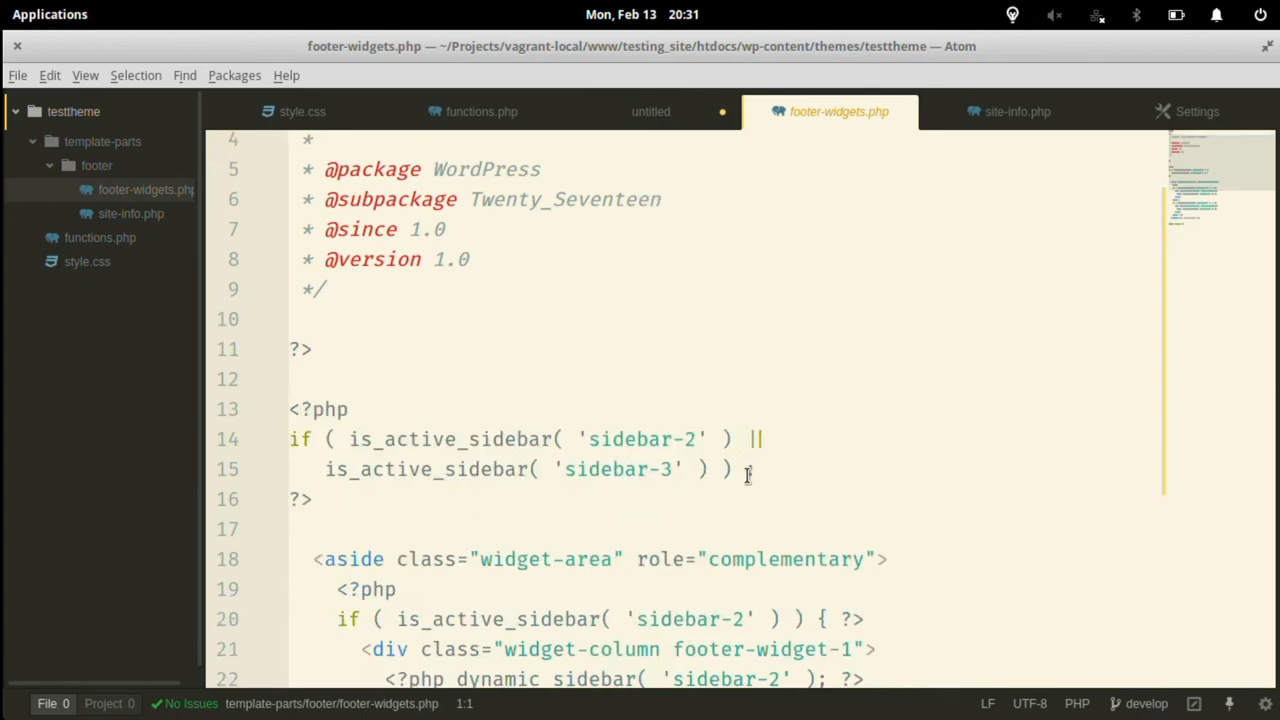 Applications
Mon, Feb 13 20:31
footer-widgets.php — ~/Projects/vagrant-local/www/testing_site/htdocs/wp-content/themes/testtheme — Atom
File Edit View Selection Find Packages Help
testtheme
template-parts
footer
footer-widgets.php
site-info.php
functions.php
style.css
style.css functions.php untitled footer-widgets.php site-info.php Settings
4 *
5 * @package WordPress
6 * @subpackage Twenty_Seventeen
7 * @since 1.0
8 * @version 1.0
9 */
10
11 ?>
12
13 <?php
14 if ( is_active_sidebar( 'sidebar-2' ) ||
15 is_active_sidebar( 'sidebar-3' ) ) :
16 ?>
17
18 <aside class="widget-area" role="complementary">
19 <?php
20 if ( is_active_sidebar( 'sidebar-2' ) ) { ?>
21 <div class="widget-column footer-widget-1">
22 <?php dynamic_sidebar( 'sidebar-2' ); ?>
File 0 Project 0 No Issues template-parts/footer/footer-widgets.php 1:1 LF UTF-8 PHP develop